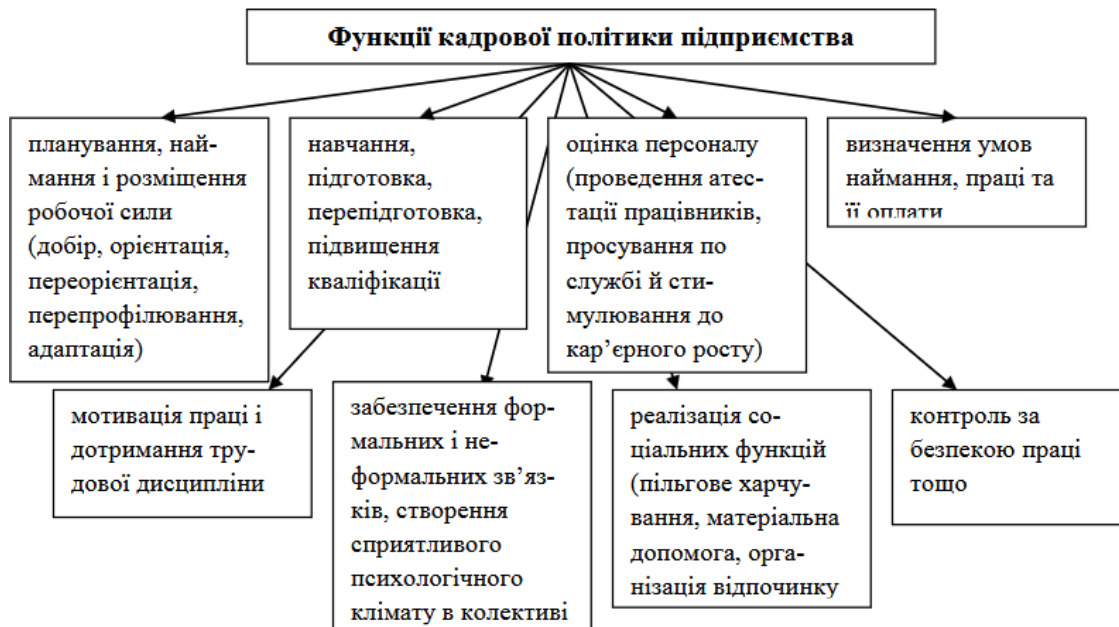 Функції кадрової політики підприємства
планування, най-
мання і розміщення
робочої сили
(добір, орієнтація,
переорієнтація,
перепрофілювання,
адаптація)
навчання,
підготовка,
перепідготовка,
підвищення
кваліфікації
оцінка персоналу
(проведення атес-
тації працівників,
просування по
службі й сти-
мулювання до
кар’єрного росту)
визначення умов
наймання, праці та
її оплати
мотивація праці і
дотримання тру-
дової дисципліни
забезпечення фор-
мальних і не-
формальних зв’яз-
ків, створення
сприятливого
психологічного
клімату в колективі
реалізація со-
ціальних функцій
(пільгове харчу-
вання, матеріальна
допомога, орга-
нізація відпочинку
контроль за
безпекою праці
тощо